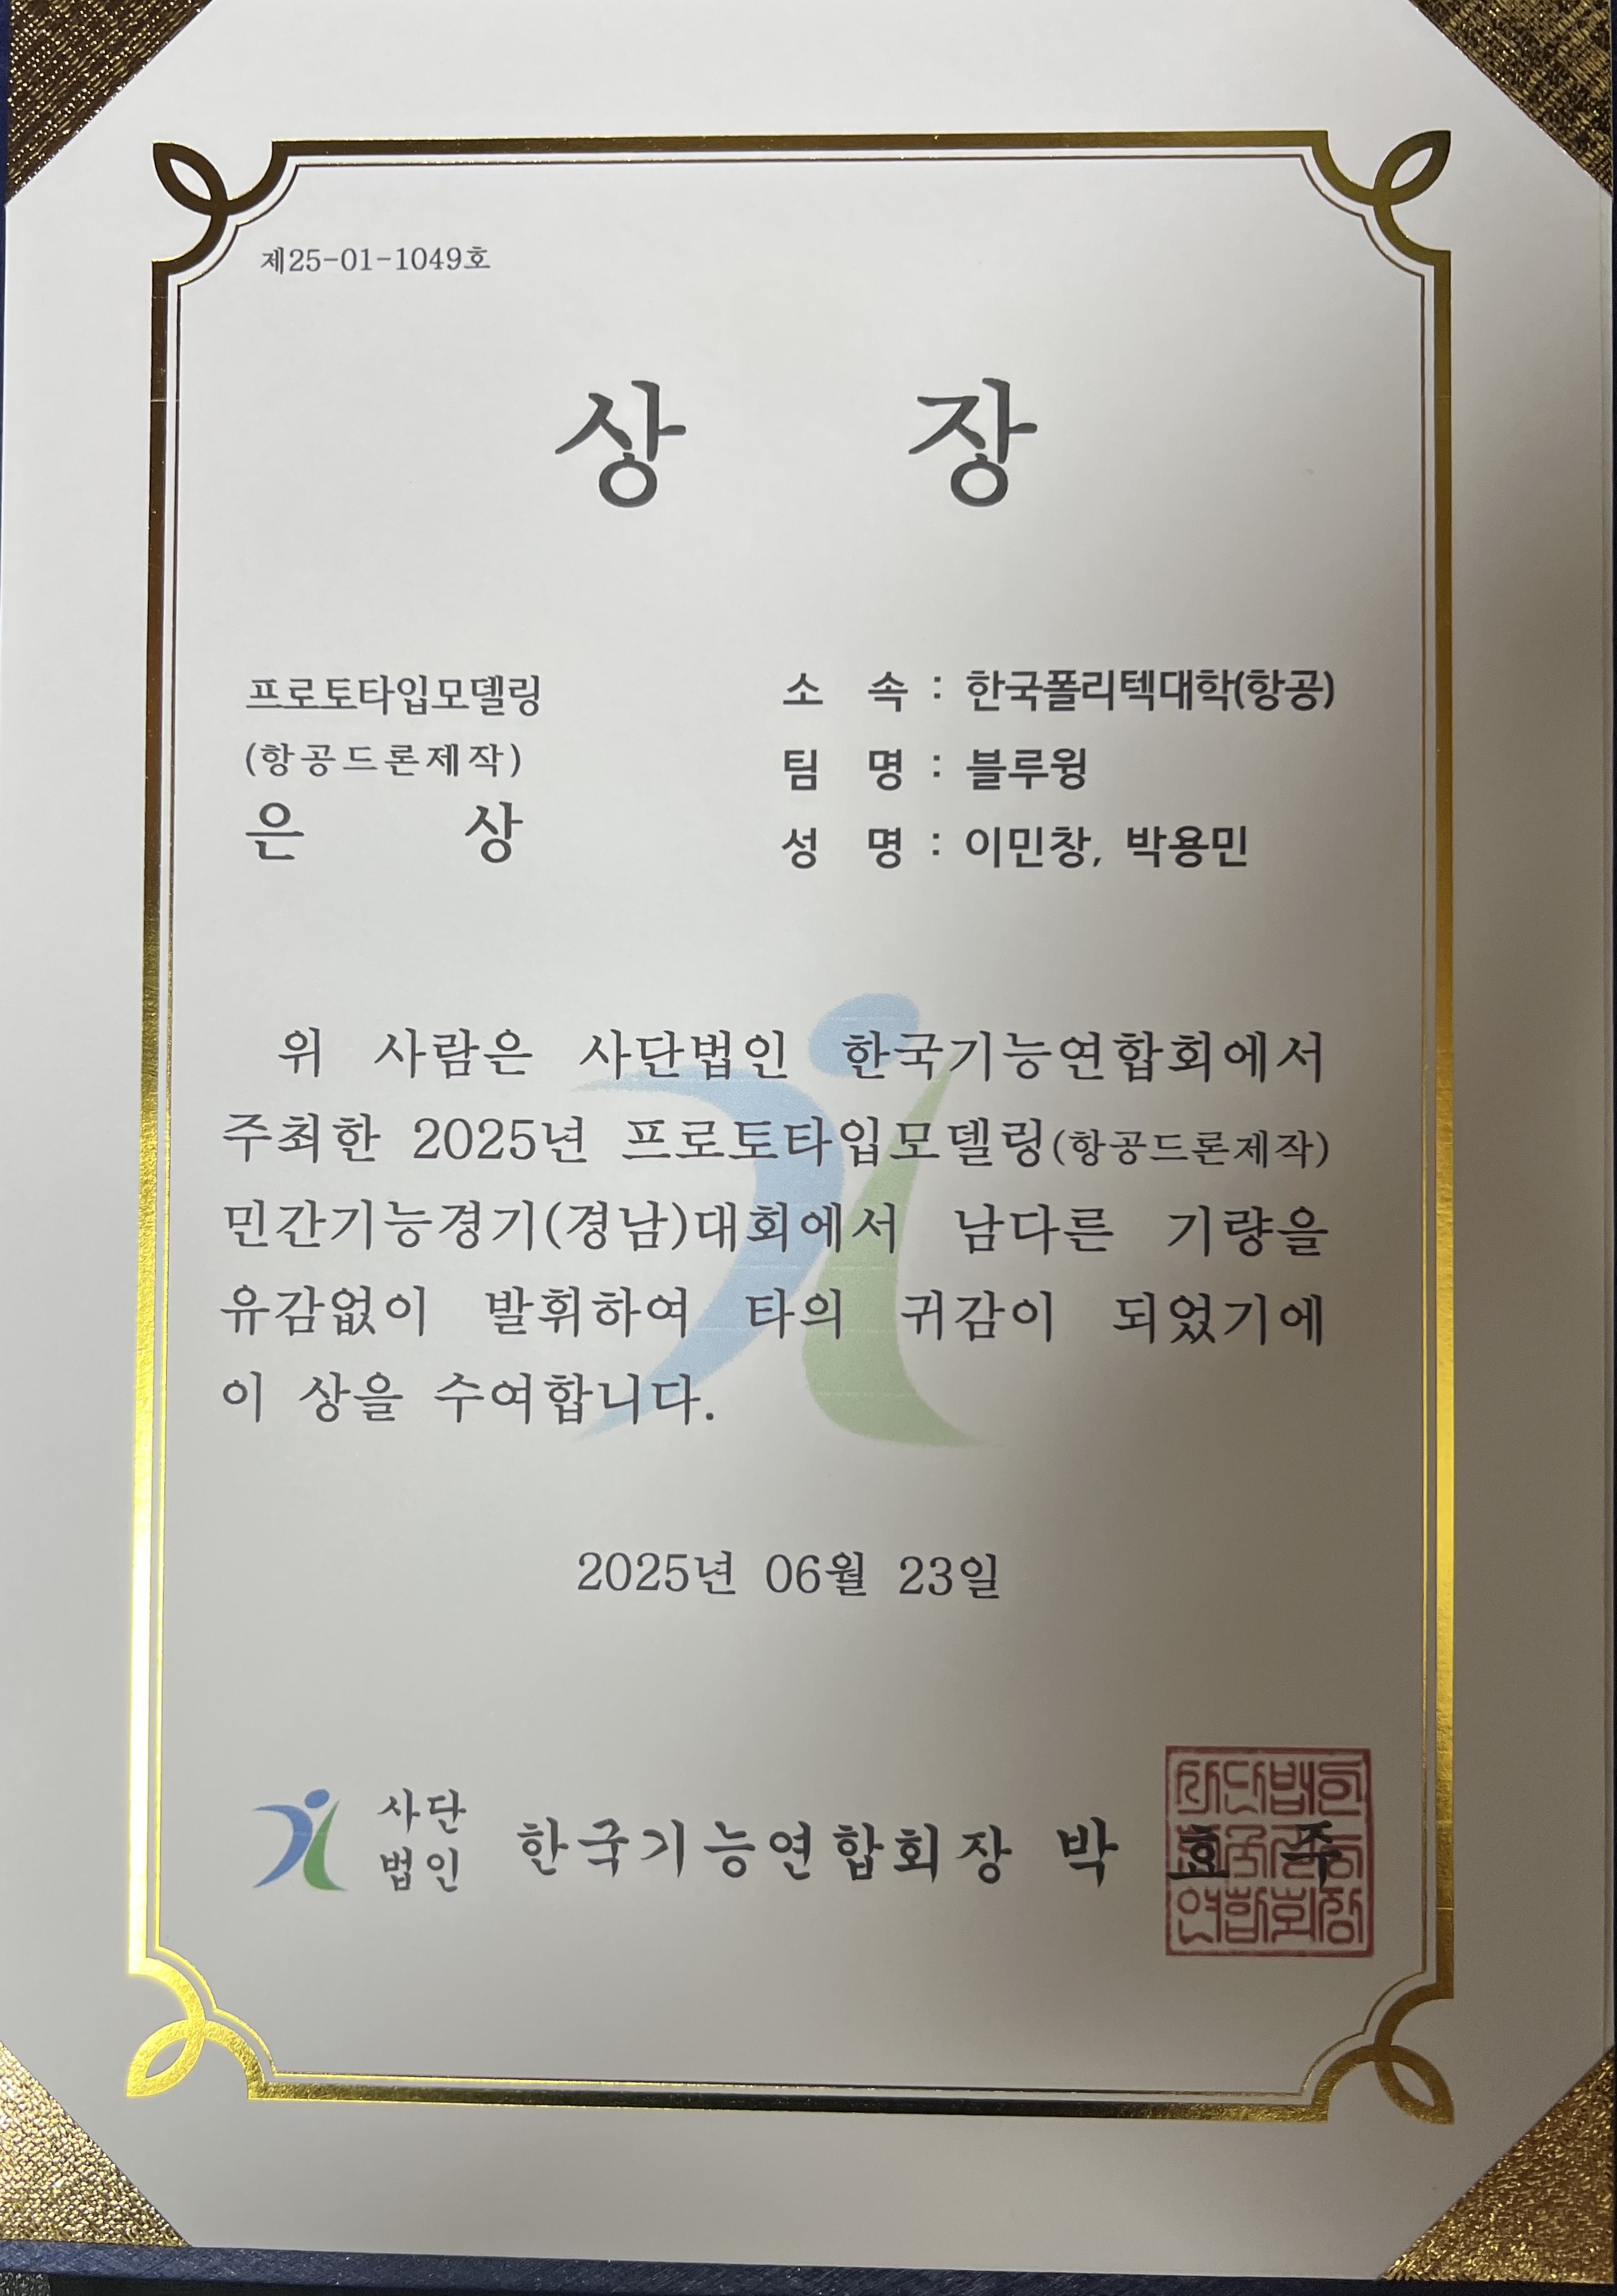 제25-01-1049호
상 장
프로토타입모델링
(항공드론제작)
은 상
소 속 : 한국폴리텍대학(항공)
팀 명 : 블루윙
성 명 : 이민창, 박용민
위 사람은 사단법인 한국기능연합회에서
주최한 2025년 프로토타입모델링(항공드론제작)
민간기능경기(경남)대회에서 남다른 기량을
유감없이 발휘하여 타의 귀감이 되었기에
이 상을 수여합니다.
2025년 06월 23일
사단
법인
한국기능연합회장 박 효 주